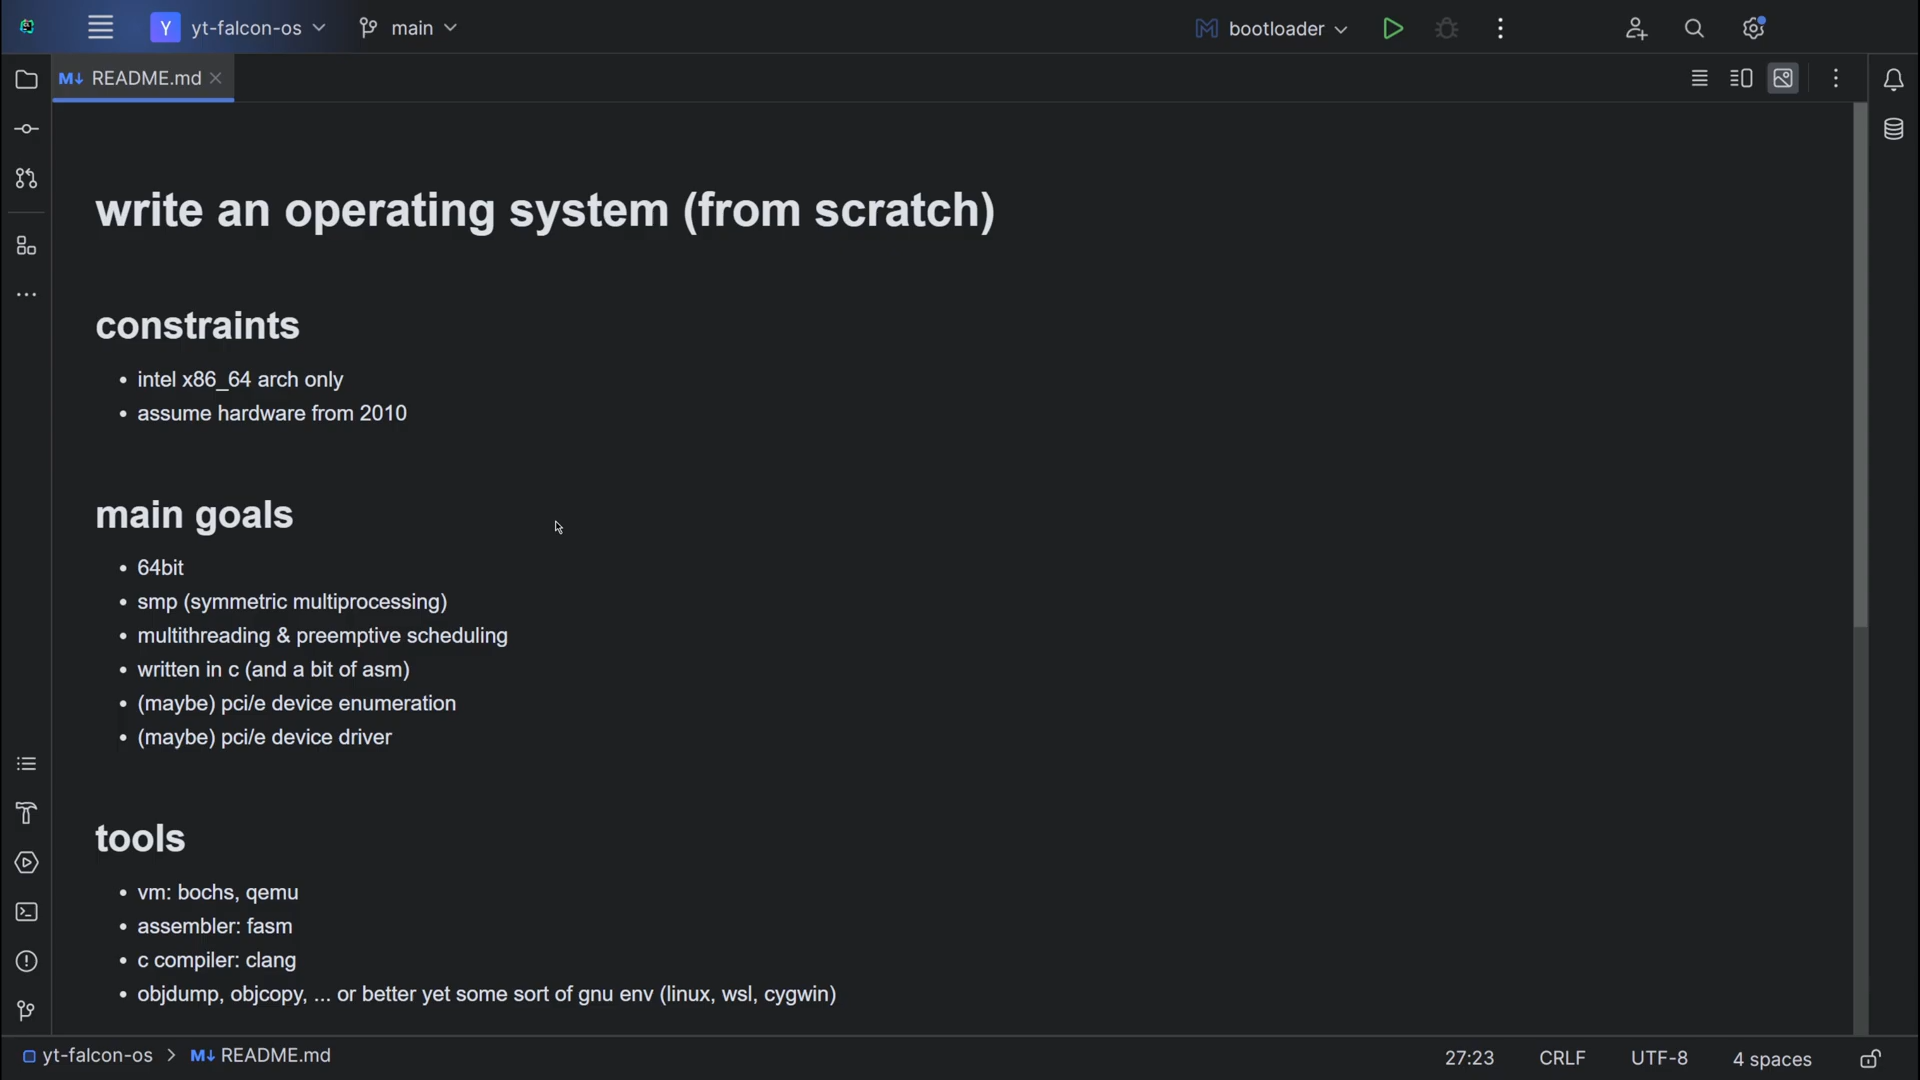 Y yt-falcon-os main bootloader
M↓ README.md
write an operating system (from scratch)
constraints
• intel x86_64 arch only
• assume hardware from 2010
main goals
• 64bit
• smp (symmetric multiprocessing)
• multithreading & preemptive scheduling
• written in c (and a bit of asm)
• (maybe) pci/e device enumeration
• (maybe) pci/e device driver
tools
• vm: bochs, qemu
• assembler: fasm
• c compiler: clang
• objdump, objcopy, ... or better yet some sort of gnu env (linux, wsl, cygwin)
yt-falcon-os > M↓ README.md 27:23 CRLF UTF-8 4 spaces